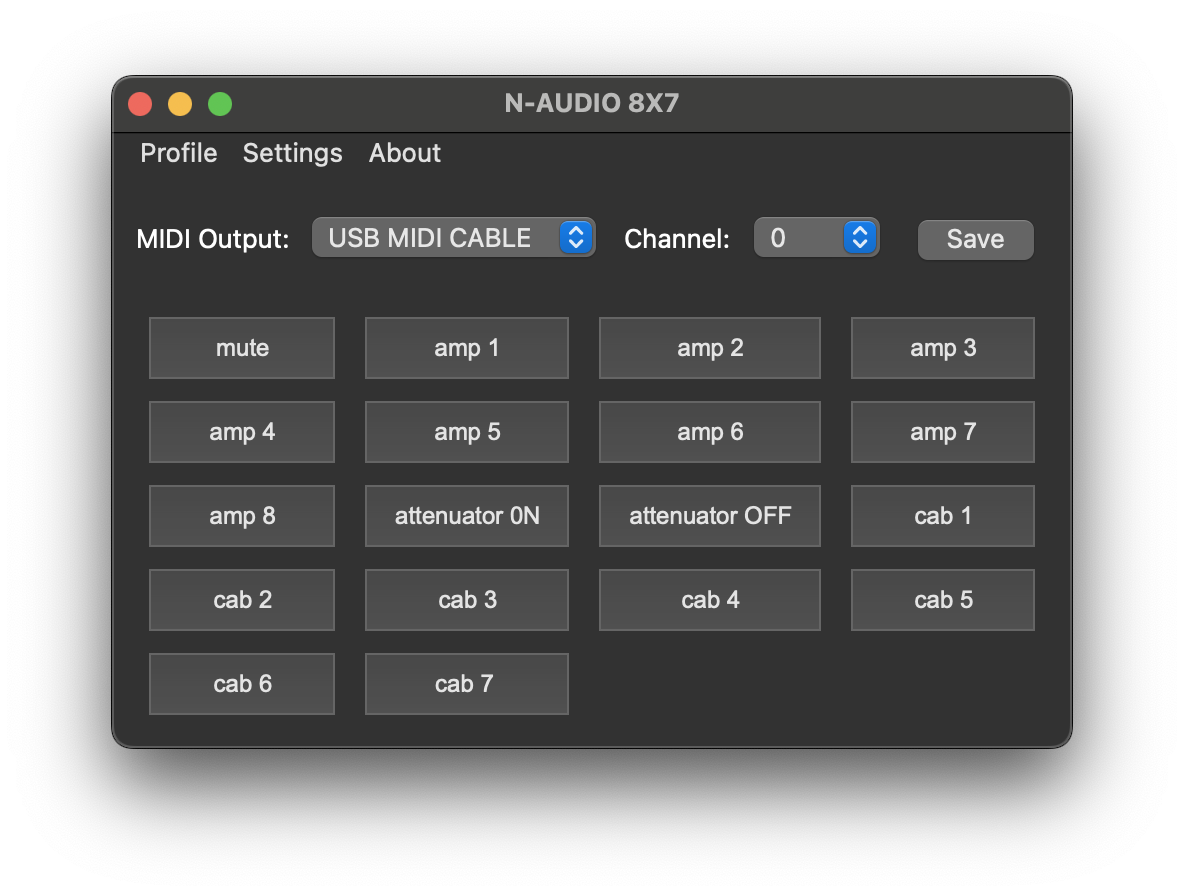 N-AUDIO 8X7
Profile Settings About
MIDI Output: USB MIDI CABLE Channel: 0 Save
mute amp 1 amp 2 amp 3
amp 4 amp 5 amp 6 amp 7
amp 8 attenuator 0N attenuator OFF cab 1
cab 2 cab 3 cab 4 cab 5
cab 6 cab 7